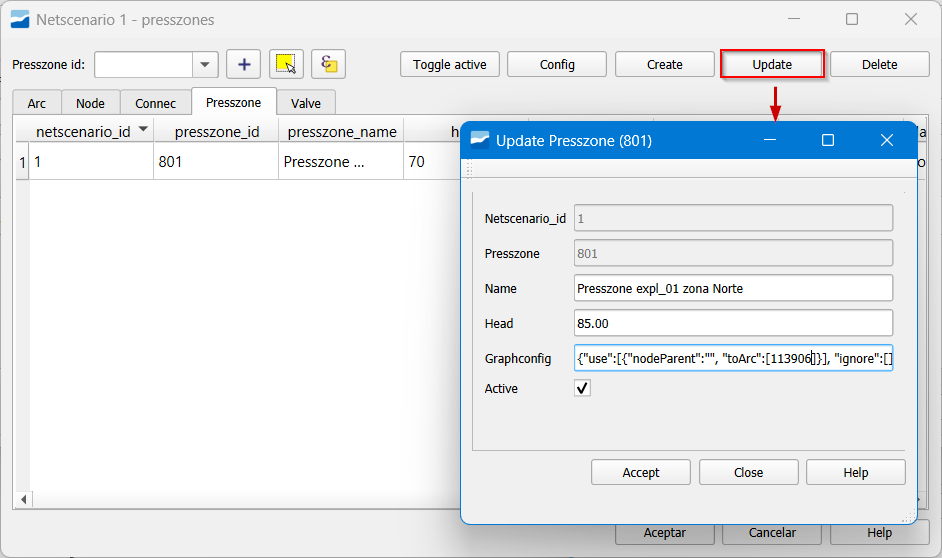 Netscenario 1 - presszones
Presszone id:
Toggle active
Config
Create
Update
Delete
Arc
Node
Connec
Presszone
Valve
netscenario_id
presszone_id
presszone_name
1
1
801
Presszone ...
70
Update Presszone (801)
Netscenario_id
1
Presszone
801
Name
Presszone expl_01 zona Norte
Head
85.00
Graphconfig
{"use":[{"nodeParent":"", "toArc":[113906]}], "ignore":[]
Active
Accept
Close
Help
Aceptar
Cancelar
Help